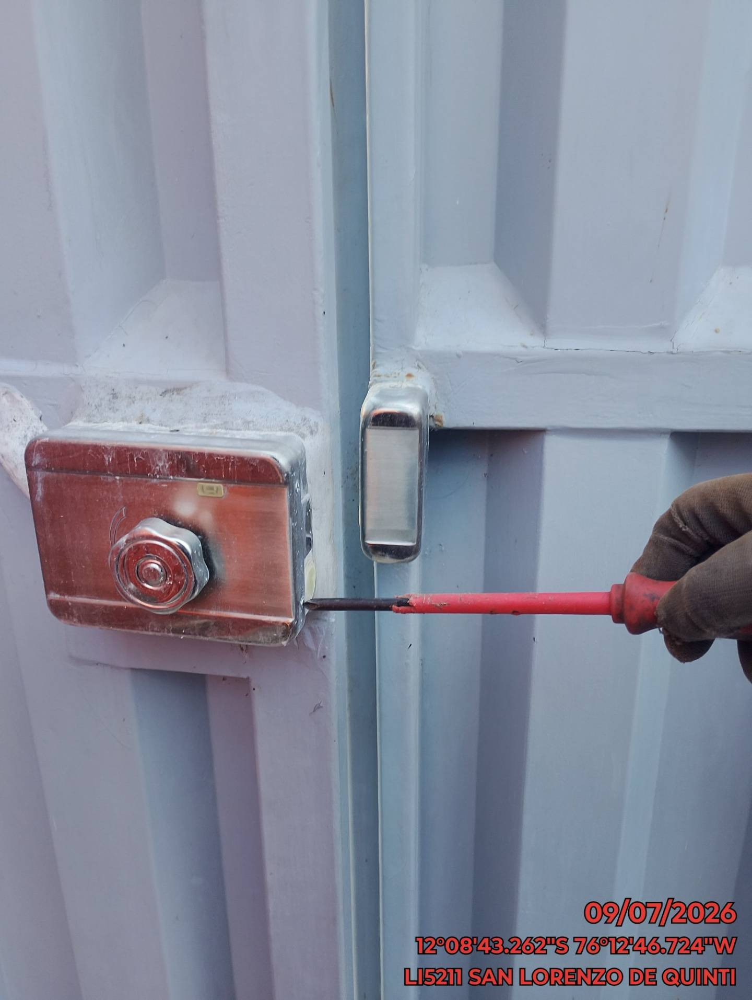 09/07/2026
12°08'43.262"S 76°12'46.724"W
LI5211 SAN LORENZO DE QUINTI